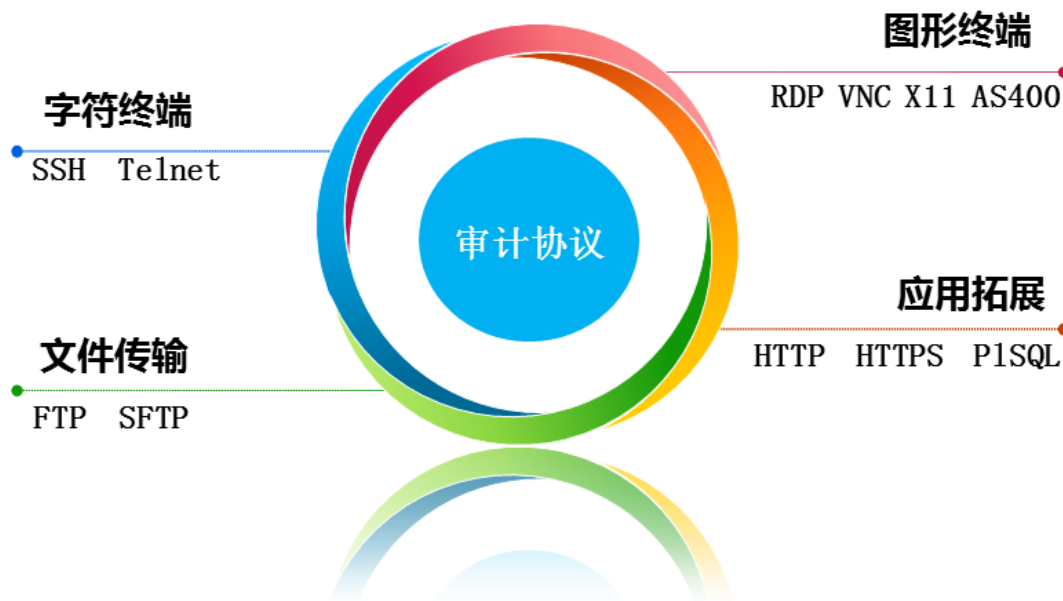 字符终端
SSH Telnet
图形终端
RDP VNC X11 AS400
审计协议
文件传输
FTP SFTP
应用拓展
HTTP HTTPS PlSQL